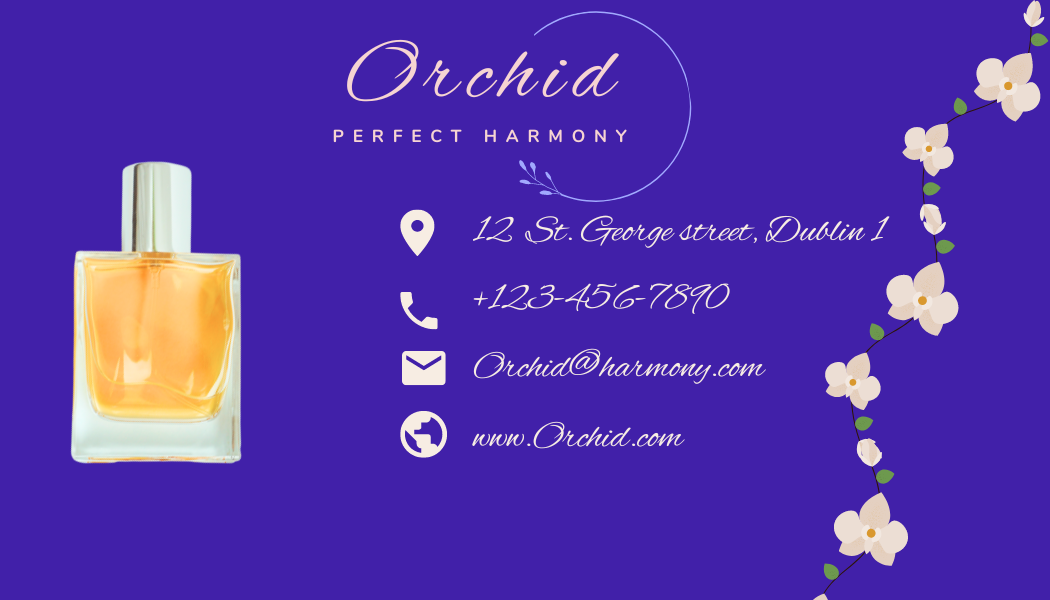 Orchid
PERFECT HARMONY
12 St. George street, Dublin 1
+123-456-7890
Orchid@harmony.com
www.Orchid.com